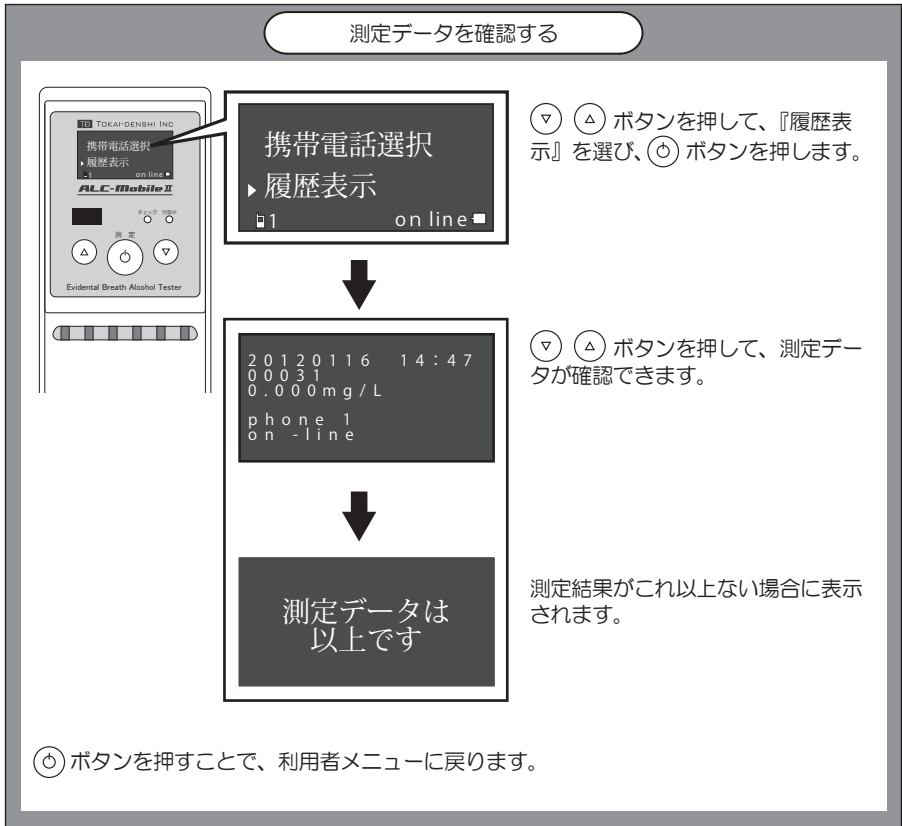 測定データを確認する
TOKAI-DENSHI INC
携帯電話選択
履歴表示
1 on line
ALC-Mobile II
チェック 充電中
測定
Evidental Breath Alcohol Tester
携帯電話選択
履歴表示
1 on line
ボタンを押して、『履歴表
示』を選び、 ボタンを押します。
20120116 14:47
00031
0.000mg/L
phone 1
on -line
ボタンを押して、測定デー
タが確認できます。
測定データは
以上です
測定結果がこれ以上ない場合に表示
されます。
ボタンを押すことで、利用者メニューに戻ります。